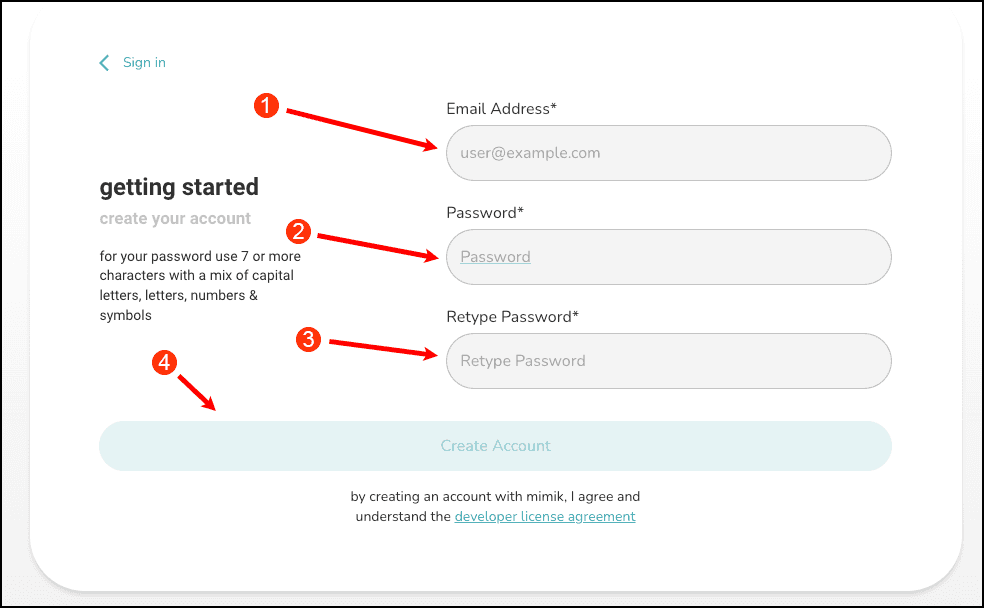 Sign in
1
Email Address*
user@example.com
getting started
create your account
Password*
2
Password
for your password use 7 or more
characters with a mix of capital
letters, letters, numbers &
symbols
Retype Password*
3
Retype Password
4
Create Account
by creating an account with mimik, I agree and
understand the developer license agreement